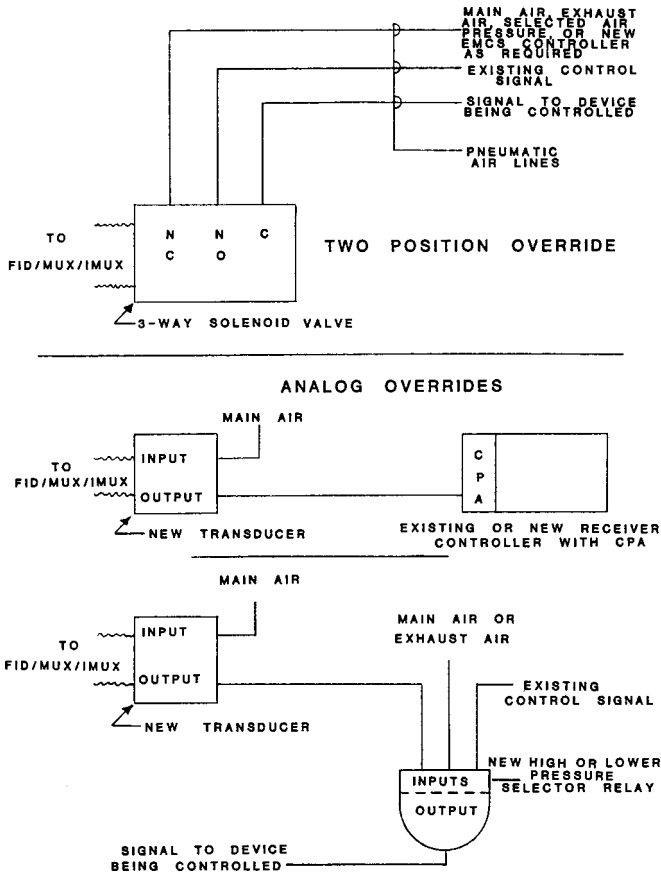 MAIN AIR, EXHAUST
AIR, SELECTED AIR
PRESSURE, OR NEW
EMCS CONTROLLER
AS REQUIRED
EXISTING CONTROL
SIGNAL
SIGNAL TO DEVICE
BEING CONTROLLED
PNEUMATIC
AIR LINES
TO
FID/MUX/IMUX
N
C
N
O
C
TWO POSITION OVERRIDE
3-WAY SOLENOID VALVE
ANALOG OVERRIDES
MAIN AIR
TO
FID/MUX/IMUX
INPUT
OUTPUT
NEW TRANSDUCER
C
P
A
EXISTING OR NEW RECEIVER
CONTROLLER WITH CPA
MAIN AIR
TO
FID/MUX/IMUX
INPUT
OUTPUT
NEW TRANSDUCER
MAIN AIR OR
EXHAUST AIR
EXISTING
CONTROL SIGNAL
INPUTS
OUTPUT
NEW HIGH OR LOWER
PRESSURE
SELECTOR RELAY
SIGNAL TO DEVICE
BEING CONTROLLED